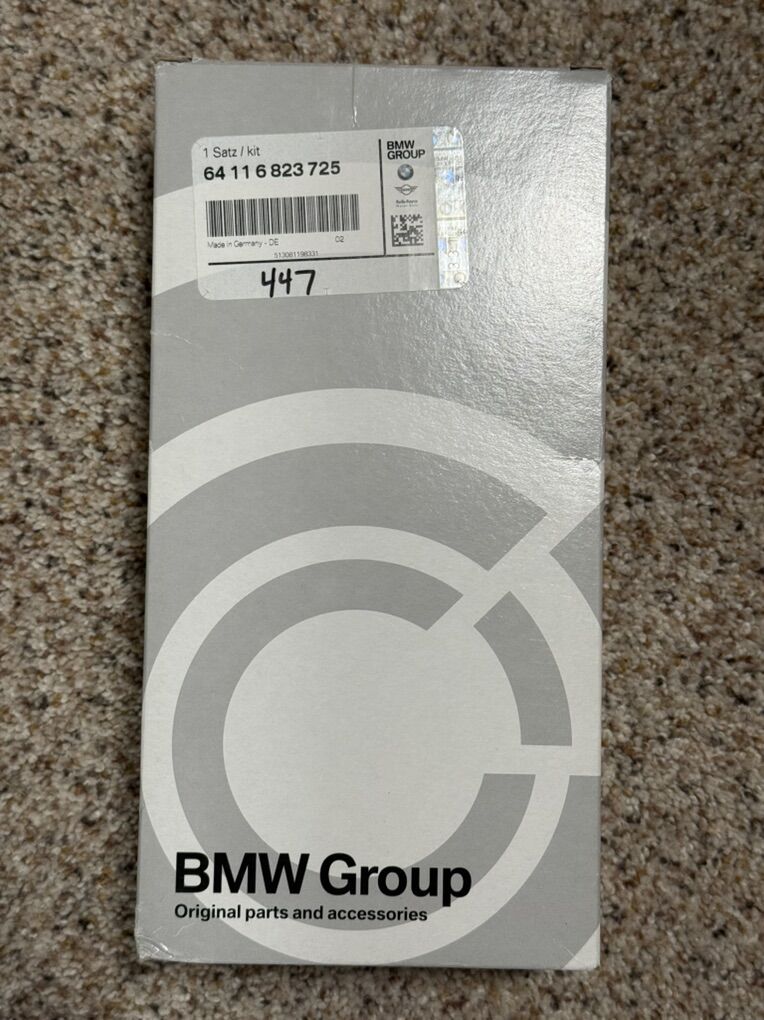 1 Satz / kit
64 11 6 823 725
Made in Germany - DE 02
513081198331
447
BMW
GROUP
BMW Group
Original parts and accessories